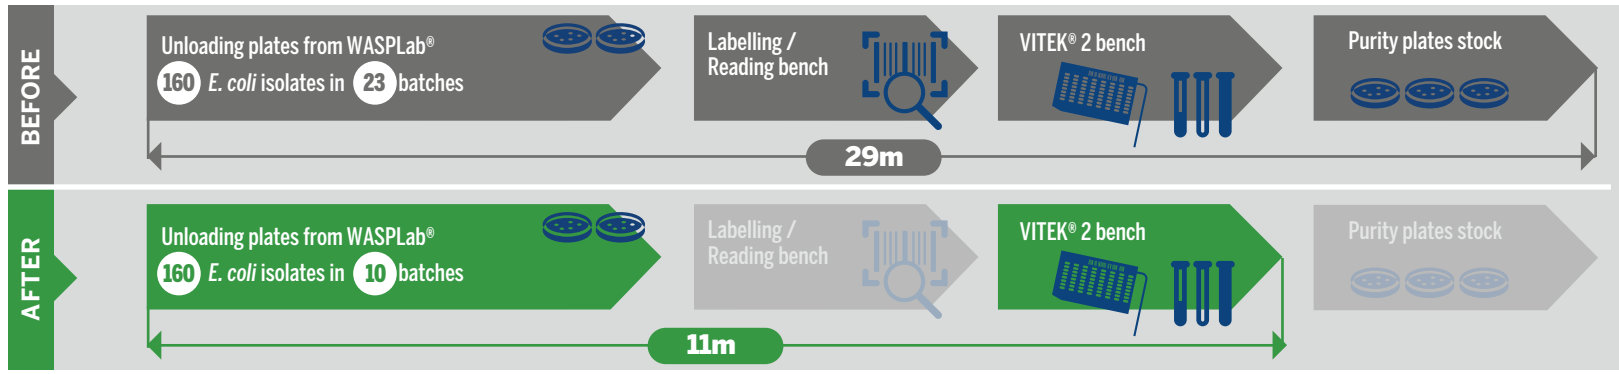 BEFORE
Unloading plates from WASPLab®
160 E. coli isolates in 23 batches
Labelling /
Reading bench
VITEK® 2 bench
Purity plates stock
29m
AFTER
Unloading plates from WASPLab®
160 E. coli isolates in 10 batches
Labelling /
Reading bench
VITEK® 2 bench
Purity plates stock
11m